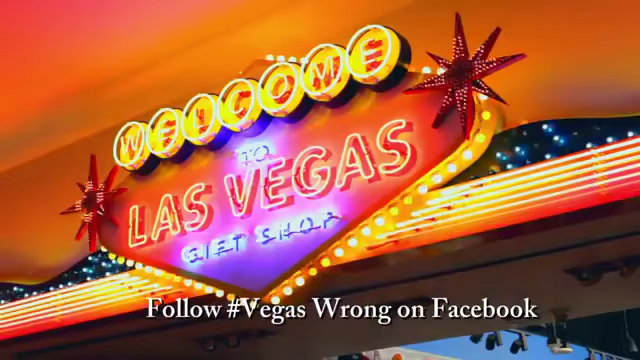 WELCOME
TO
LAS VEGAS
GIFT SHOP
Follow #Vegas Wrong on Facebook